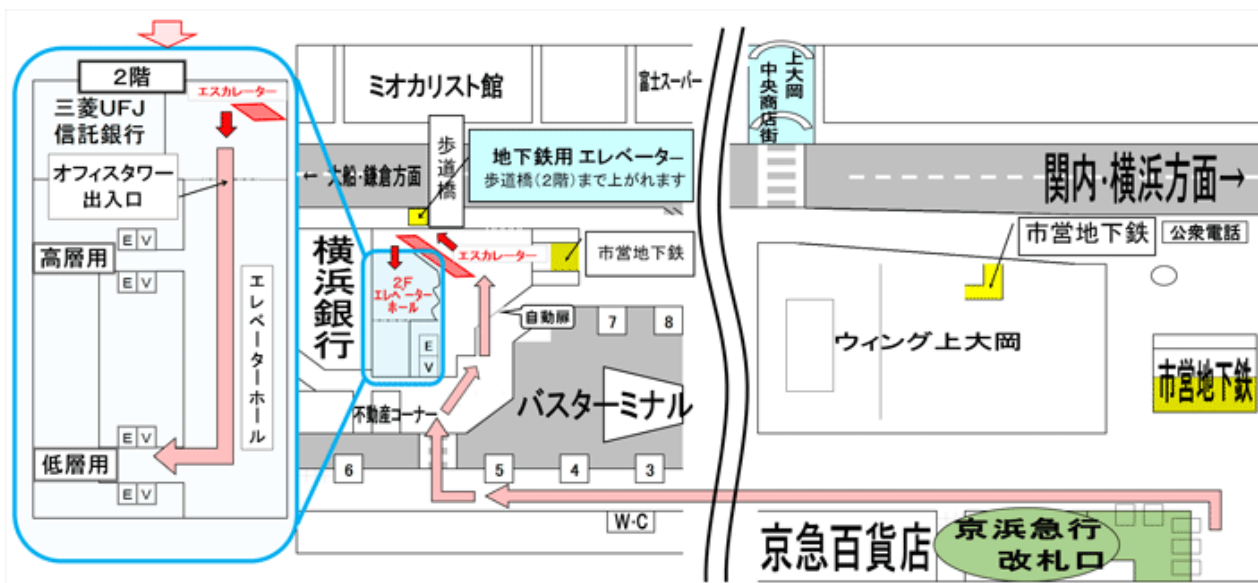 2階
三菱UFJ
信託銀行
エスカレーター
オフィスタワー
出入口
EV
高層用
EV
エレベーターホール
EV
低層用
EV
ミオカリスト館
富士スーパー
上大岡
中央商店街
歩道橋
地下鉄用 エレベーター
歩道橋(2階)まで上がれます
← 大船・鎌倉方面
関内・横浜方面→
横浜銀行
2F
エレベーター
ホール
エスカレーター
市営地下鉄
自動扉
EV
7
8
バスターミナル
不動産コーナー
6
5
4
3
W・C
市営地下鉄
公衆電話
ウィング上大岡
市営地下鉄
京急百貨店
京浜急行
改札口